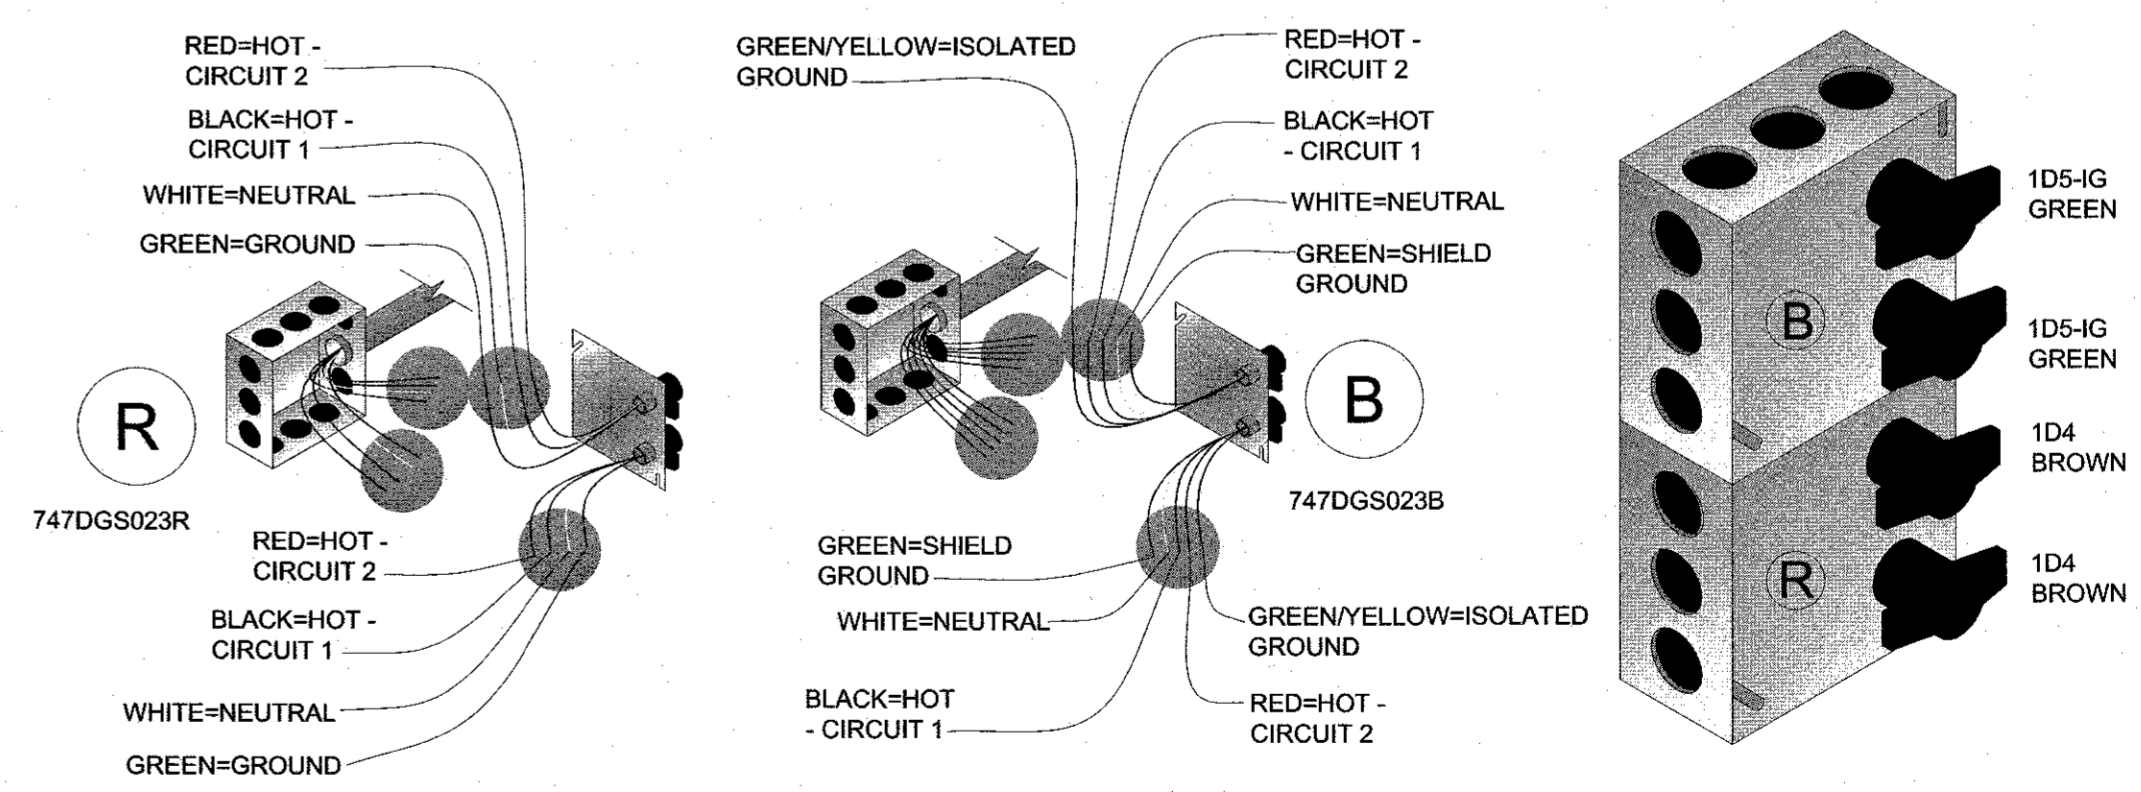 RED=HOT -
CIRCUIT 2
BLACK=HOT -
CIRCUIT 1
WHITE=NEUTRAL
GREEN=GROUND
R
747DGS023R
RED=HOT -
CIRCUIT 2
BLACK=HOT -
CIRCUIT 1
WHITE=NEUTRAL
GREEN=GROUND
GREEN/YELLOW=ISOLATED
GROUND
RED=HOT -
CIRCUIT 2
BLACK=HOT
- CIRCUIT 1
WHITE=NEUTRAL
GREEN=SHIELD
GROUND
B
747DGS023B
GREEN=SHIELD
GROUND
WHITE=NEUTRAL
BLACK=HOT
- CIRCUIT 1
GREEN/YELLOW=ISOLATED
GROUND
RED=HOT -
CIRCUIT 2
B
R
1D5-IG
GREEN
1D5-IG
GREEN
1D4
BROWN
1D4
BROWN